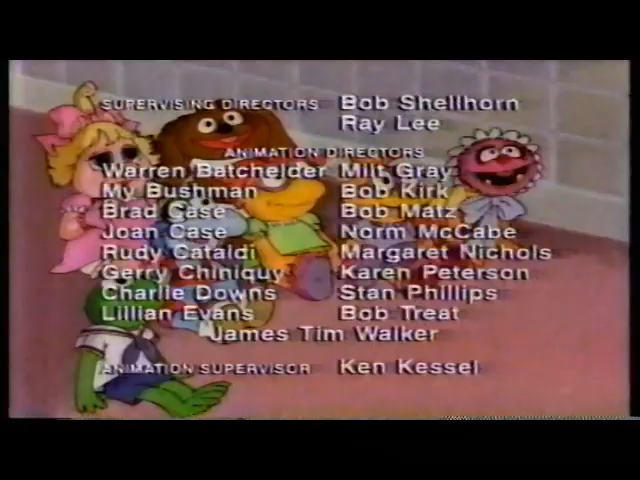 SUPERVISING DIRECTORS Bob Shellhorn
Ray Lee
ANIMATION DIRECTORS
Warren Batchelder Milt Gray
My Bushman Bob Kirk
Brad Case Bob Matz
Joan Case Norm McCabe
Rudy Cataldi Margaret Nichols
Gerry Chiniquy Karen Peterson
Charlie Downs Stan Phillips
Lillian Evans Bob Treat
James Tim Walker
ANIMATION SUPERVISOR Ken Kessel